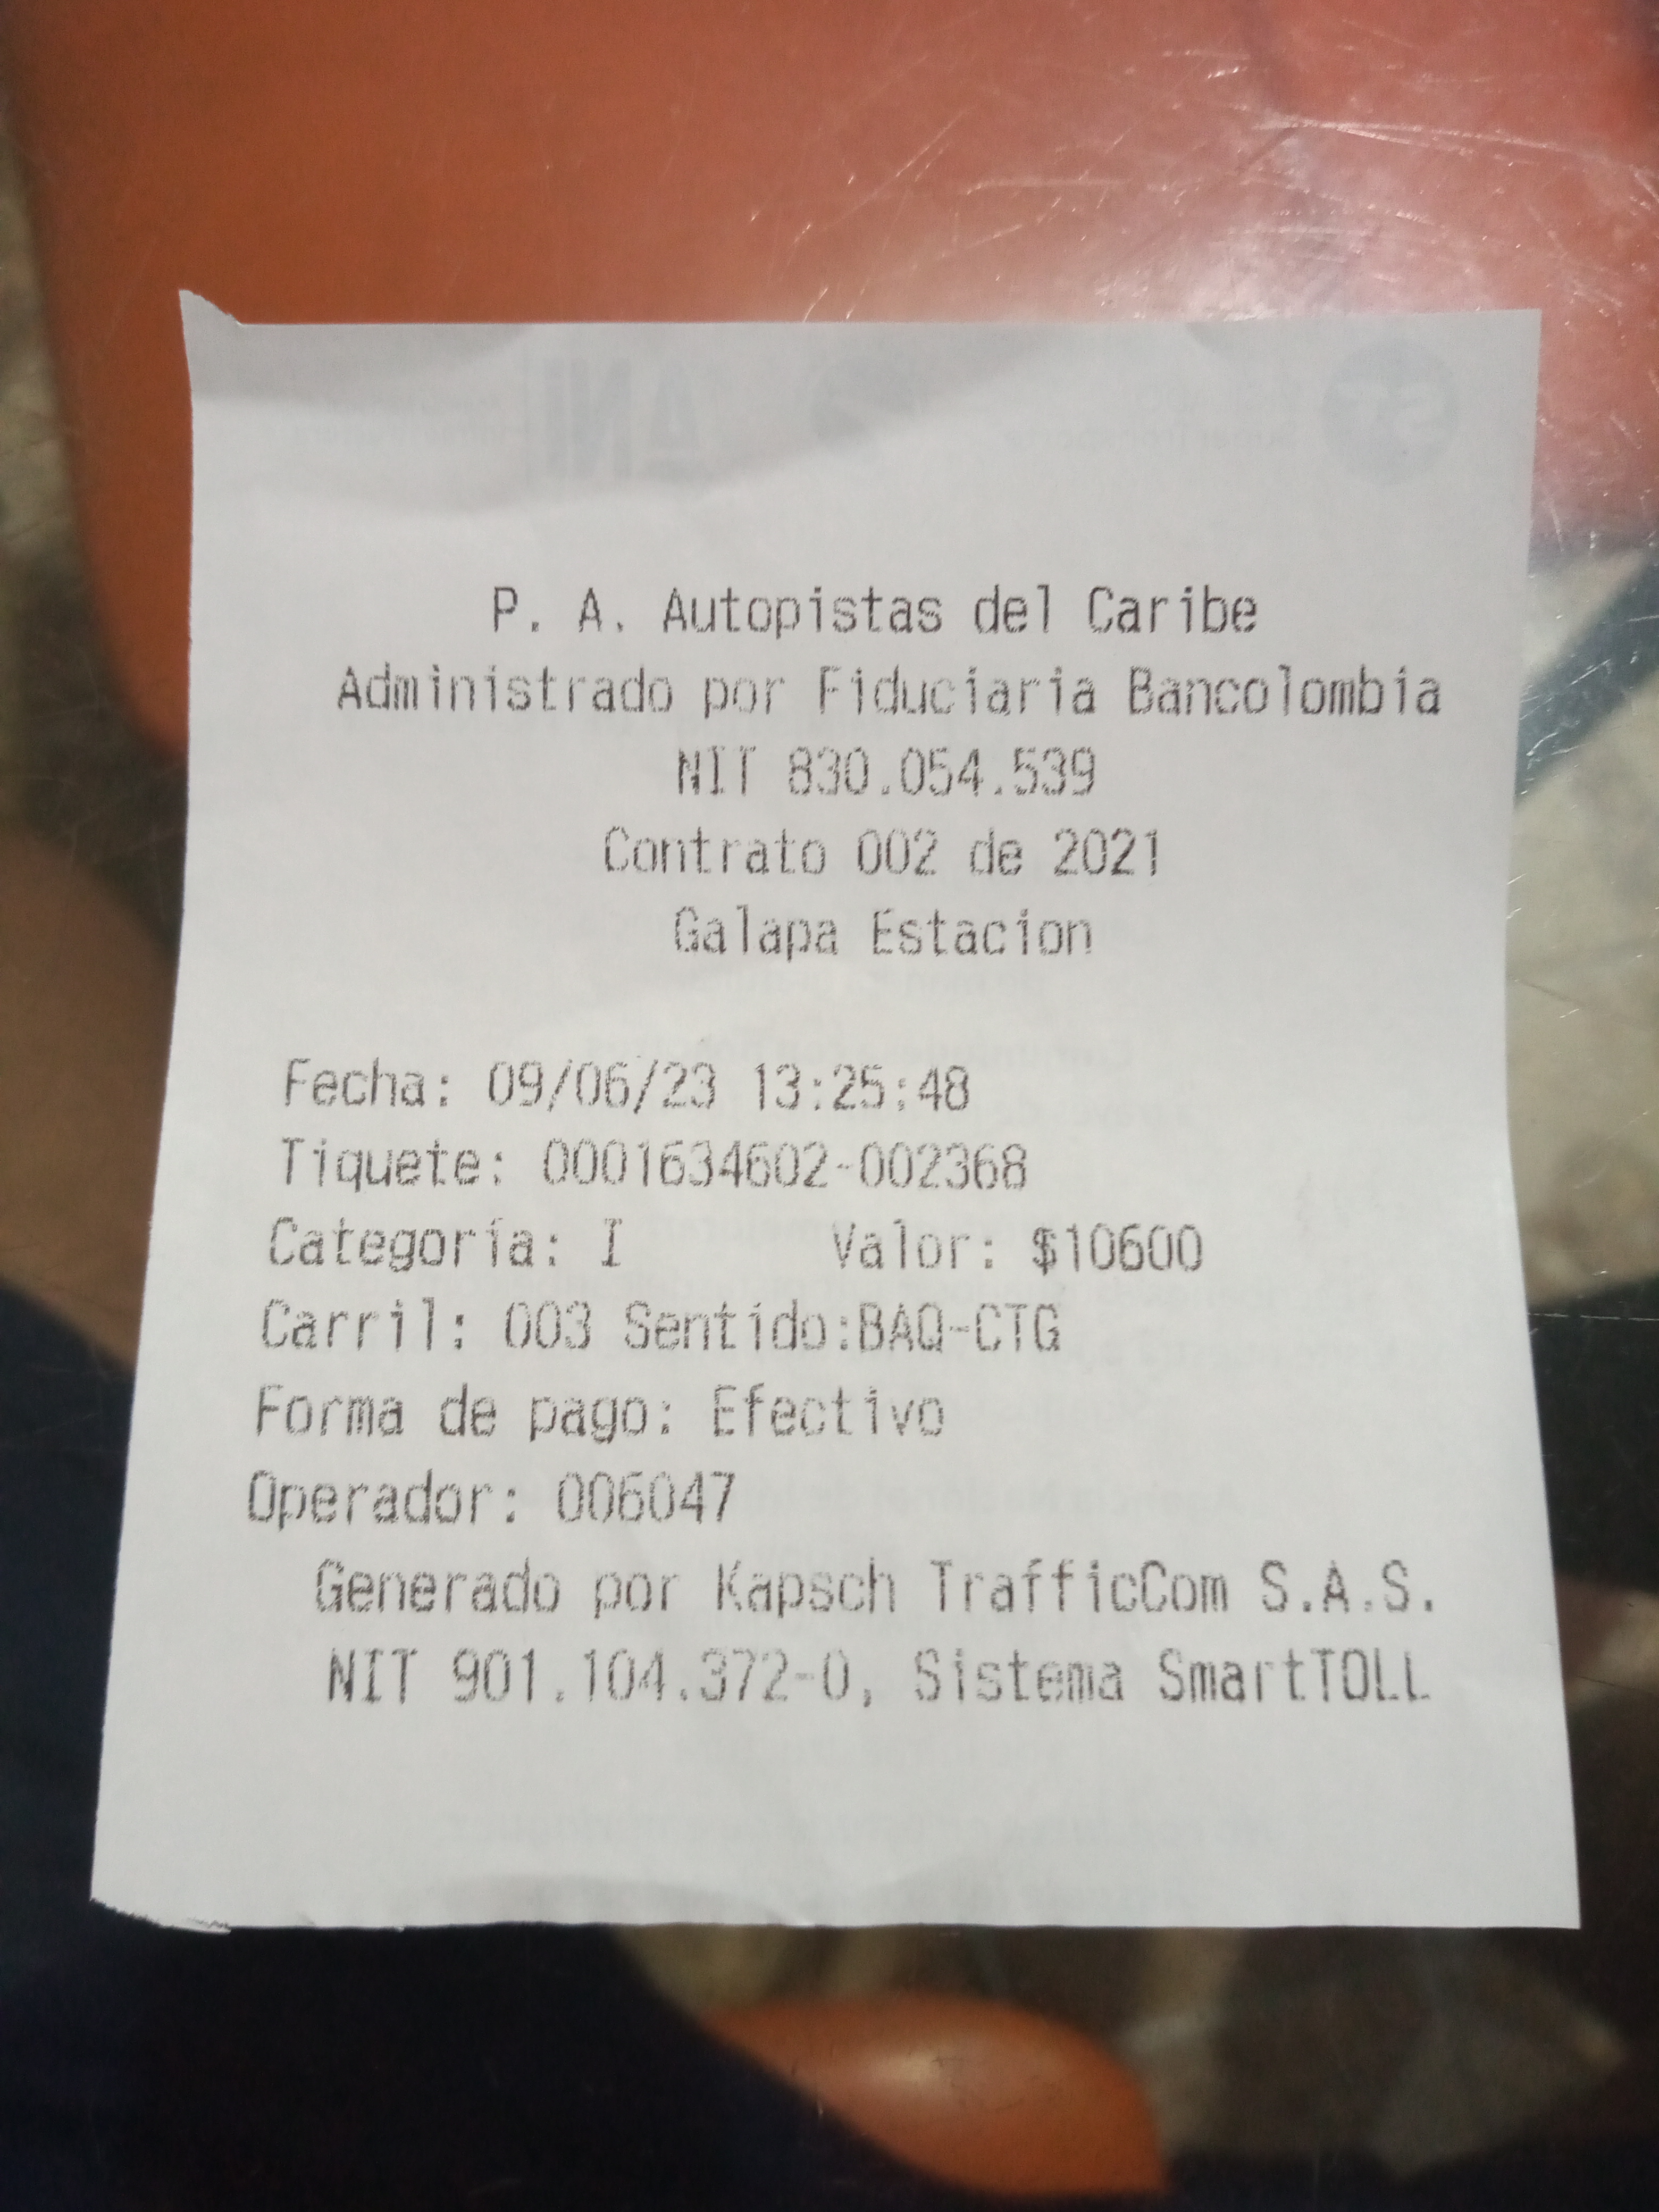 P. A. Autopistas del Caribe
Administrado por Fiduciaria Bancolombia
NIT 830.054.539
Contrato 002 de 2021
Galapa Estacion
Fecha: 09/06/23 13:25:48
Tiquete: 0001634602-002368
Categoría: I Valor: $10600
Carril: 003 Sentido:BAQ-CTG
Forma de pago: Efectivo
Operador: 006047
Generado por Kapsch TrafficCom S.A.S.
NIT 901.104.372-0, Sistema SmartTOLL